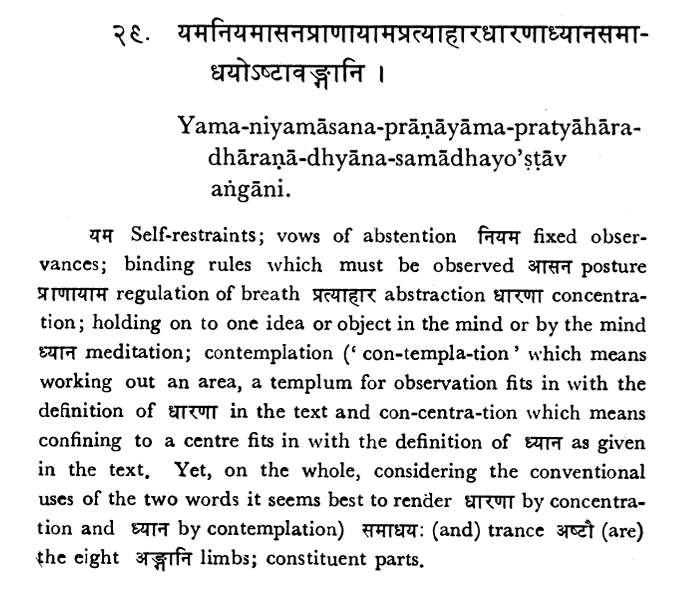 २९. यमनियमासनप्राणायामप्रत्याहारधारणाध्यानसमा-
धयोऽष्टावङ्गानि ।
Yama-niyamāsana-prāṇāyāma-pratyāhāra-
dhāraṇā-dhyāna-samādhayo’ṣṭāv
aṅgāni.
यम Self-restraints; vows of abstention नियम fixed obser-
vances; binding rules which must be observed आसन posture
प्राणायाम regulation of breath प्रत्याहार abstraction धारणा concentra-
tion; holding on to one idea or object in the mind or by the mind
ध्यान meditation; contemplation (‘ con-templa-tion ’ which means
working out an area, a templum for observation fits in with the
definition of धारणा in the text and con-centra-tion which means
confining to a centre fits in with the definition of ध्यान as given
in the text. Yet, on the whole, considering the conventional
uses of the two words it seems best to render धारणा by concentra-
tion and ध्यान by contemplation) समाधयः (and) trance अष्टौ (are)
the eight अङ्गानि limbs; constituent parts.